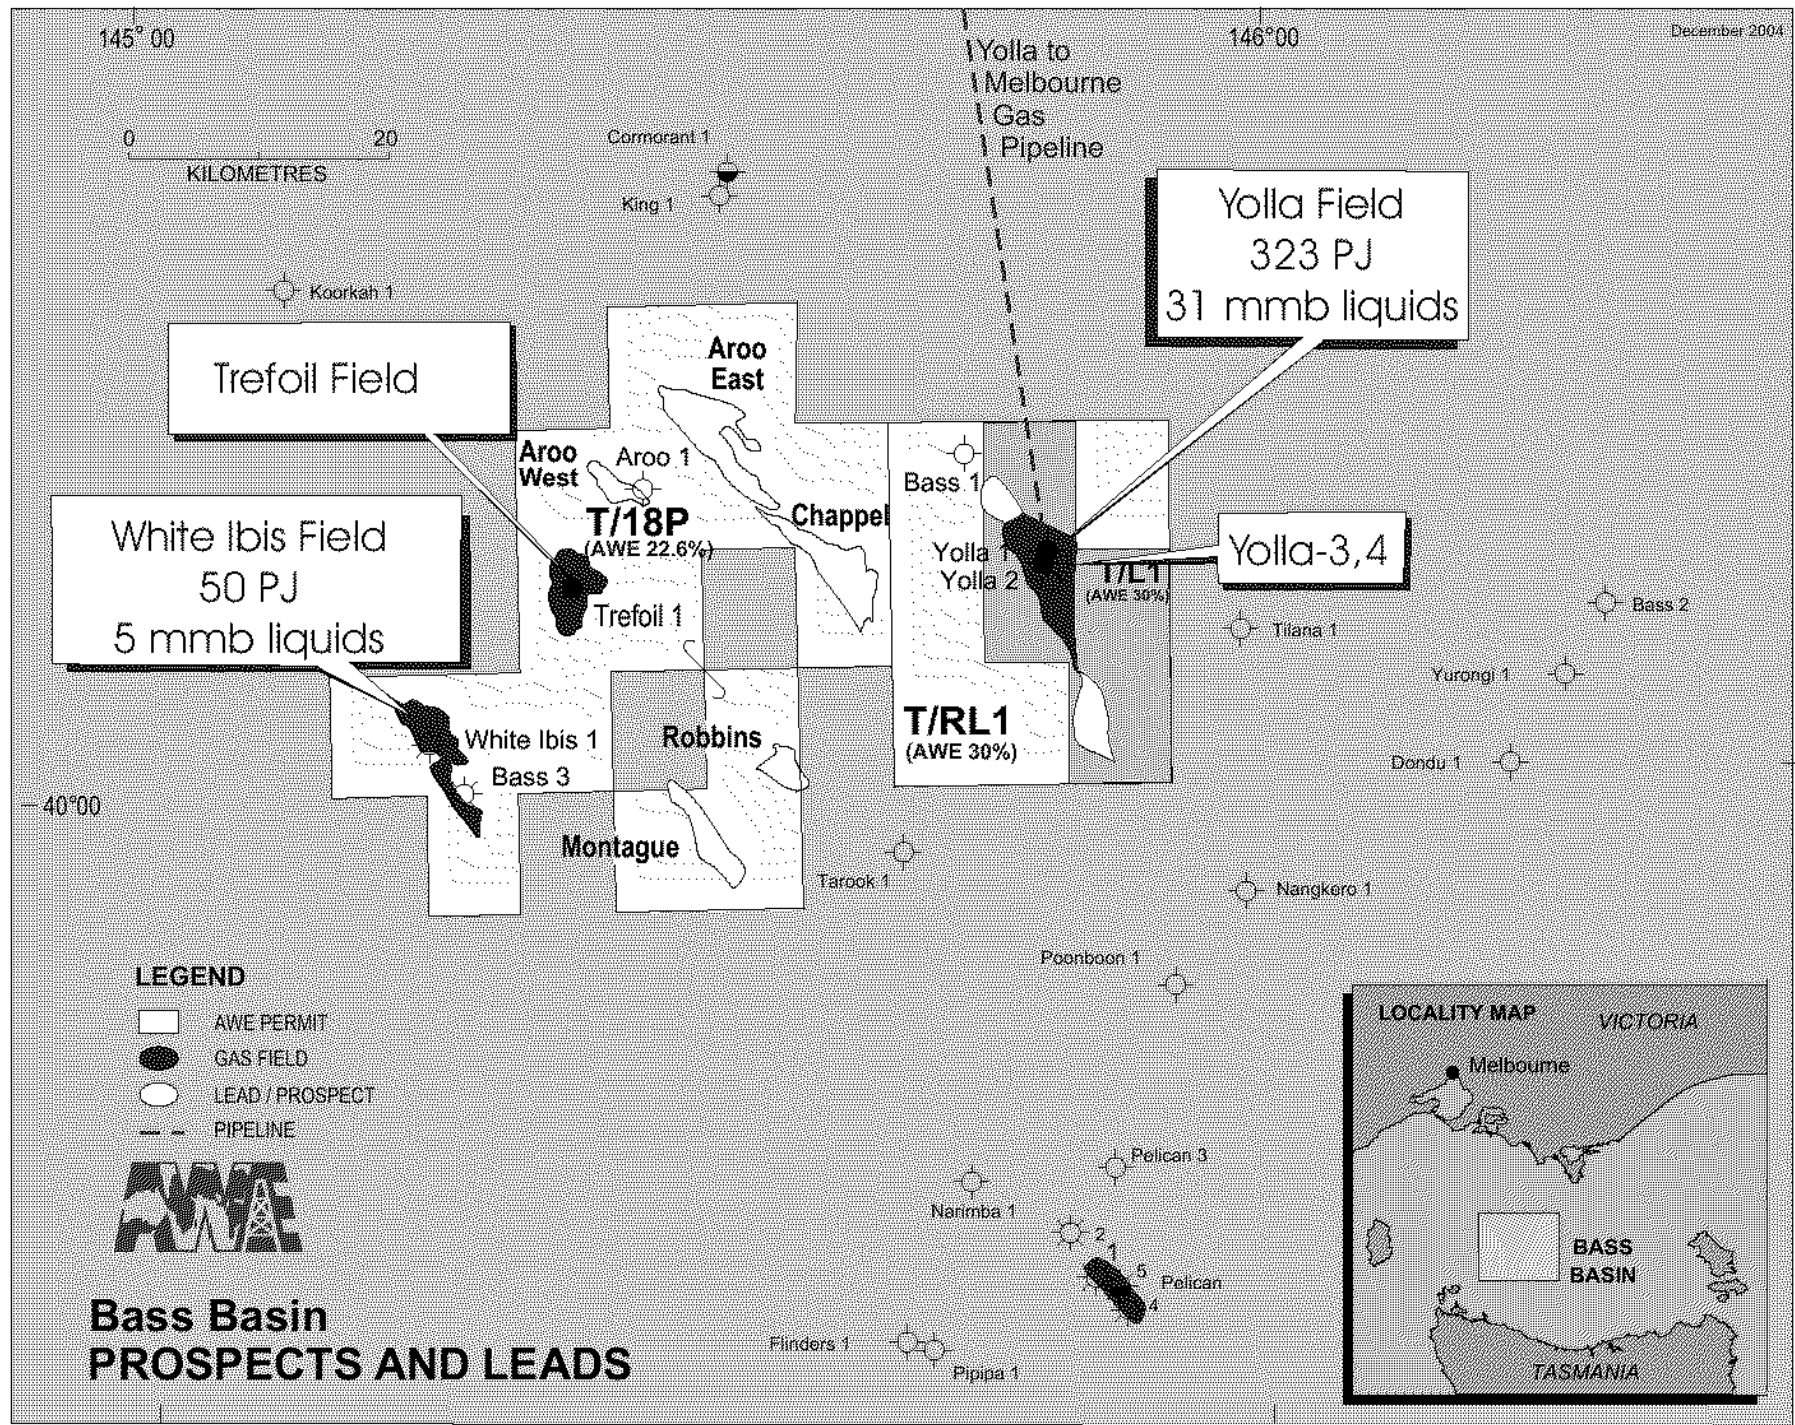 145° 00
146°00
December 2004
Yolla to
Melbourne
Gas
Pipeline
0 20
KILOMETRES
Cormorant 1
King 1
Koorkah 1
Yolla Field
323 PJ
31 mmb liquids
Trefoil Field
Aroo
East
Aroo
West
Aroo 1
Bass 1
T/18P
(AWE 22.6%)
Chappel
White Ibis Field
50 PJ
5 mmb liquids
Yolla 1
Yolla 2
Yolla-3,4
T/L1
(AWE 30%)
Trefoil 1
Bass 2
Tilana 1
Yurongi 1
T/RL1
(AWE 30%)
White Ibis 1
Robbins
Bass 3
Dondu 1
40°00
Montague
Tarook 1
Nangkero 1
Poonboon 1
LEGEND
AWE PERMIT
GAS FIELD
LEAD / PROSPECT
PIPELINE
AWE
Bass Basin
PROSPECTS AND LEADS
Pelican 3
Narimba 1
2
1
5
Pelican
4
Flinders 1
Pipipa 1
LOCALITY MAP
VICTORIA
Melbourne
BASS
BASIN
TASMANIA